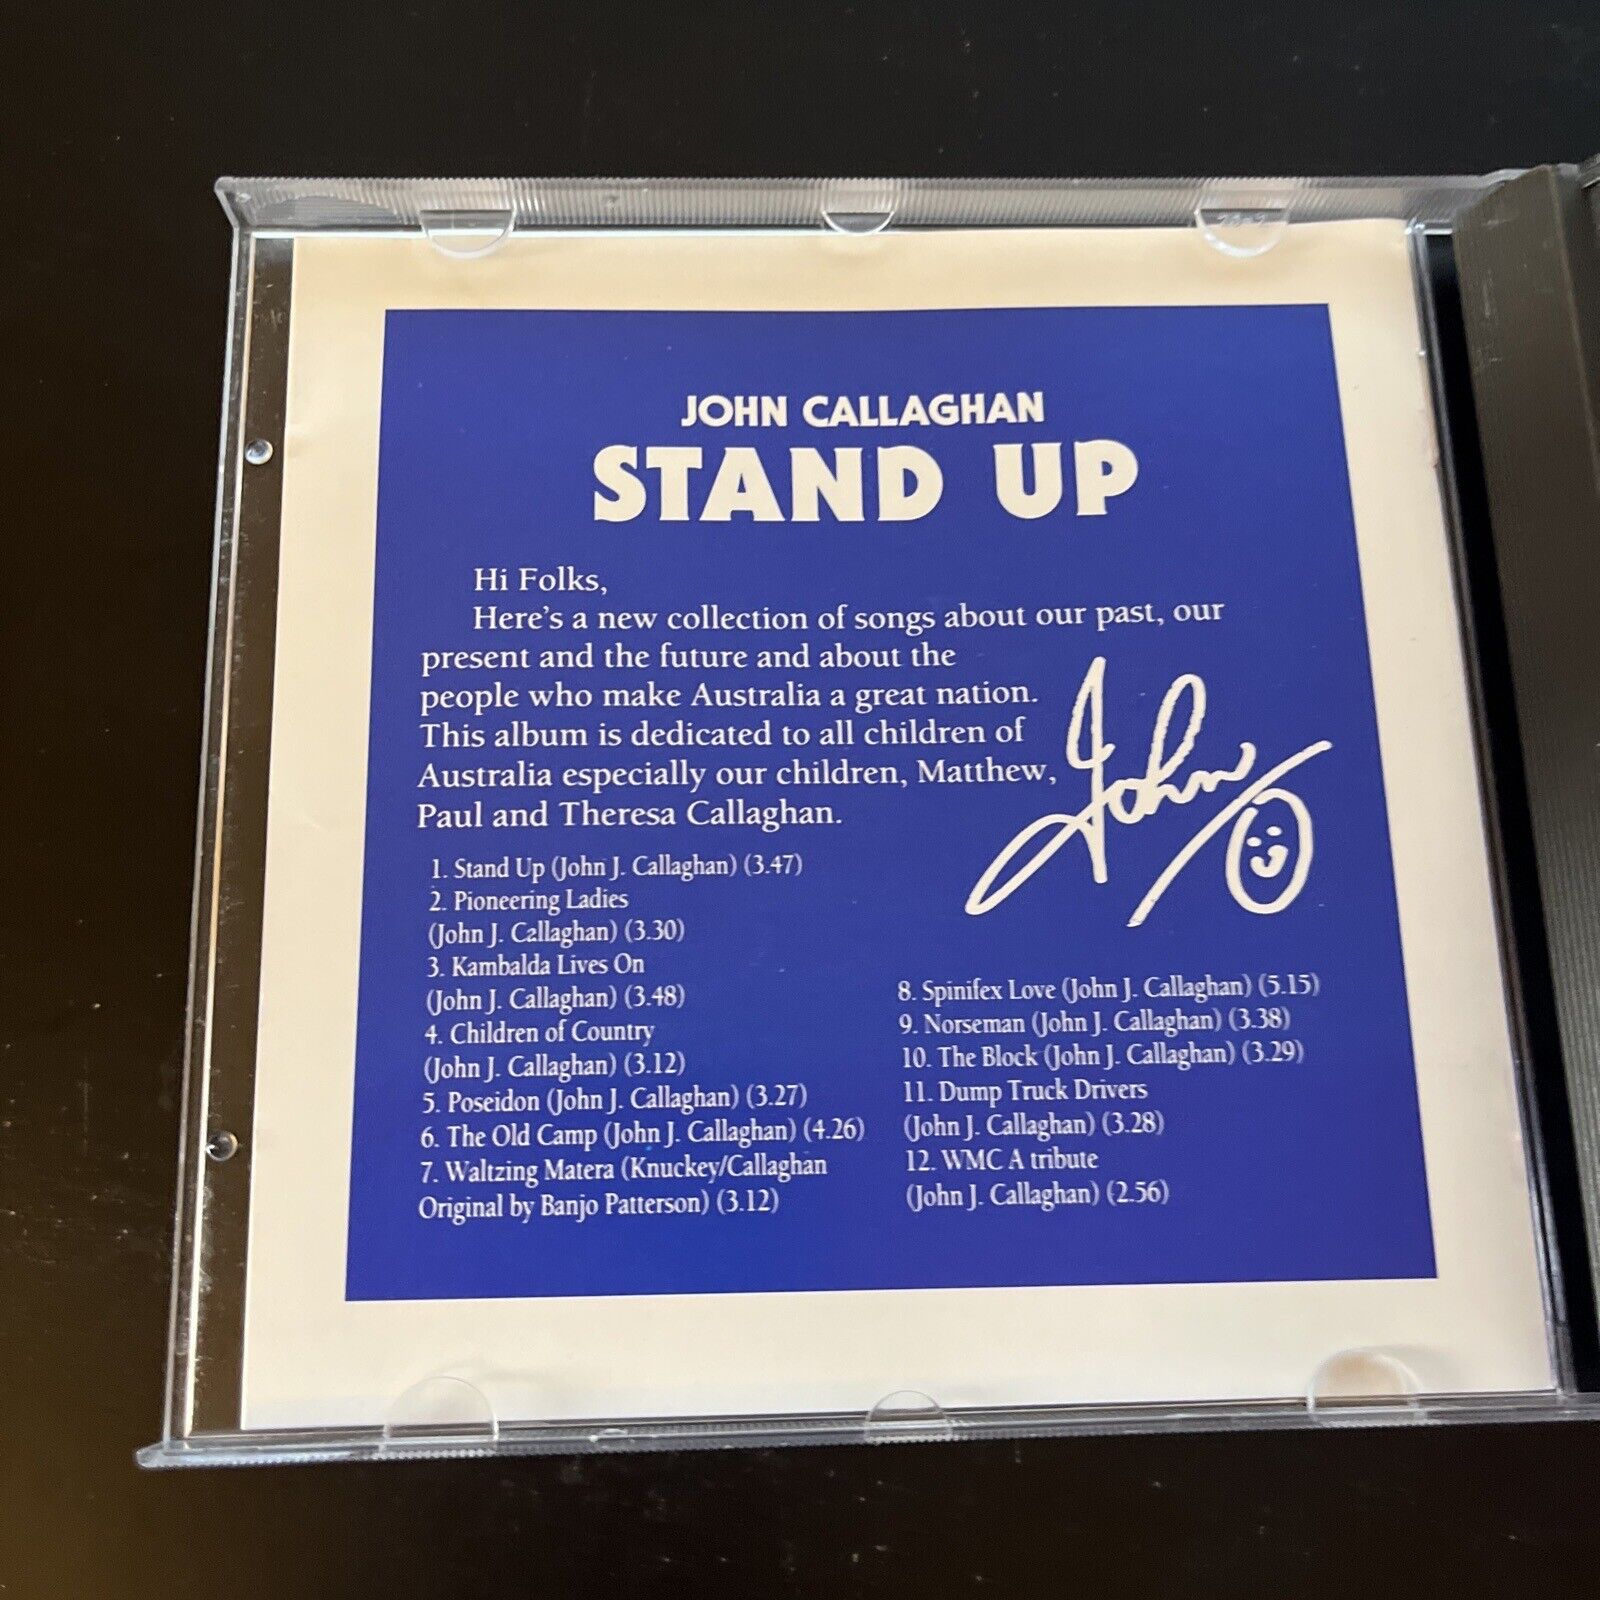 JOHN CALLAGHAN
STAND UP
Hi Folks,
Here's a new collection of songs about our past, our
present and the future and about the
people who make Australia a great nation.
This album is dedicated to all children of
Australia especially our children, Matthew,
Paul and Theresa Callaghan.
John
1. Stand Up (John J. Callaghan) (3.47)
2. Pioneering Ladies
(John J. Callaghan) (3.30)
3. Kambalda Lives On
(John J. Callaghan) (3.48)
4. Children of Country
(John J. Callaghan) (3.12)
5. Poseidon (John J. Callaghan) (3.27)
6. The Old Camp (John J. Callaghan) (4.26)
7. Waltzing Matera (Knuckey/Callaghan
Original by Banjo Patterson) (3.12)
8. Spinifex Love (John J. Callaghan) (5.15)
9. Norseman (John J. Callaghan) (3.38)
10. The Block (John J. Callaghan) (3.29)
11. Dump Truck Drivers
(John J. Callaghan) (3.28)
12. WMC A tribute
(John J. Callaghan) (2.56)